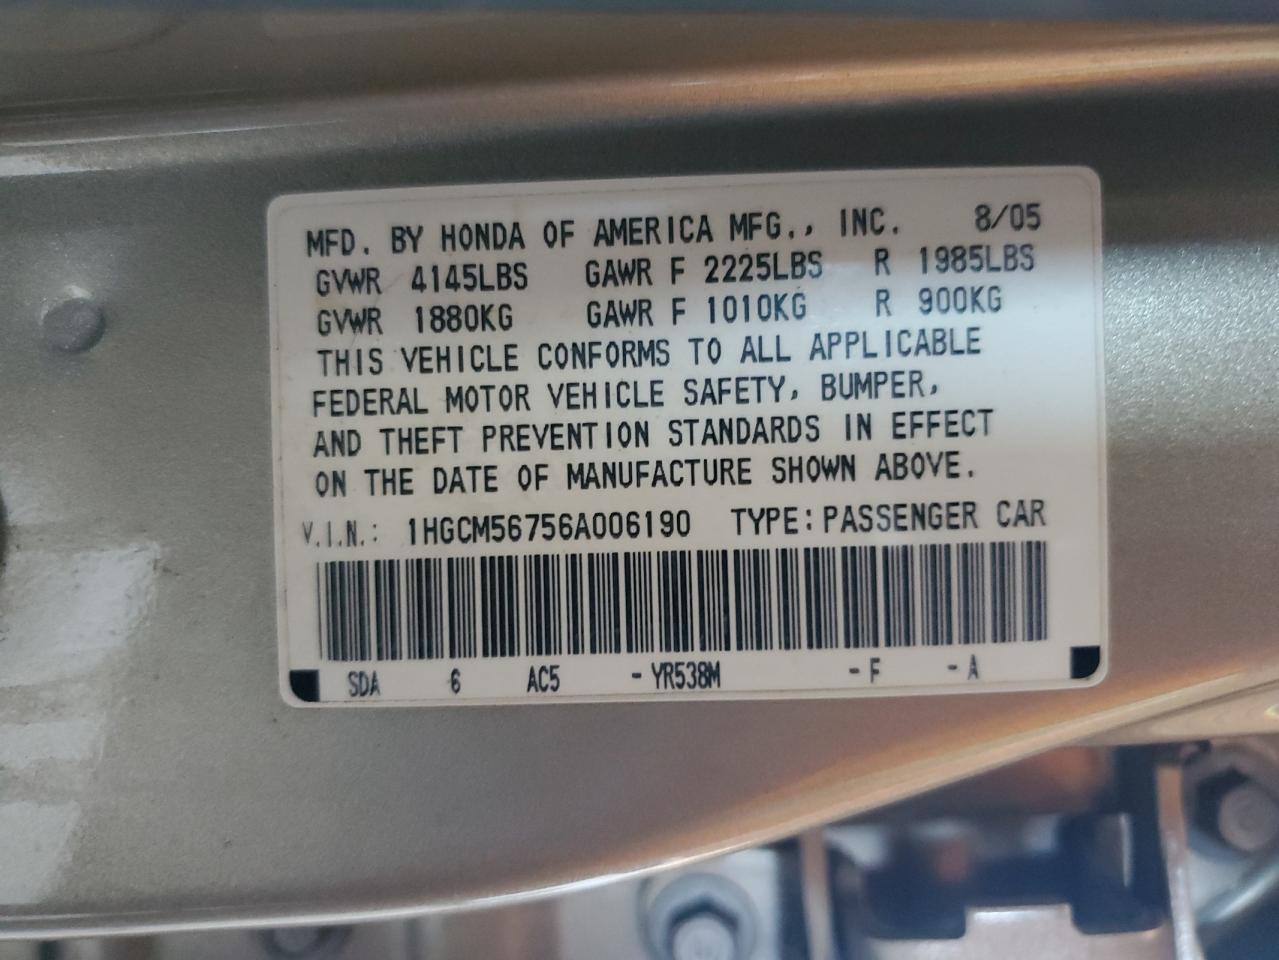 MFD. BY HONDA OF AMERICA MFG., INC. 8/05
GVWR 4145LBS GAWR F 2225LBS R 1985LBS
GVWR 1880KG GAWR F 1010KG R 900KG
THIS VEHICLE CONFORMS TO ALL APPLICABLE
FEDERAL MOTOR VEHICLE SAFETY, BUMPER,
AND THEFT PREVENTION STANDARDS IN EFFECT
ON THE DATE OF MANUFACTURE SHOWN ABOVE.
V.I.N.: 1HGCM56756A006190 TYPE: PASSENGER CAR
SDA 6 AC5 - YR538M - F - A